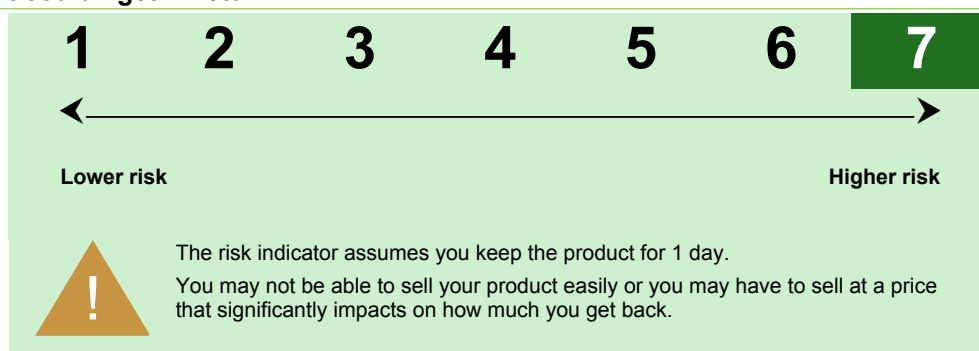 1 2 3 4 5 6 7
Lower risk Higher risk
!
The risk indicator assumes you keep the product for 1 day.
You may not be able to sell your product easily or you may have to sell at a price
that significantly impacts on how much you get back.